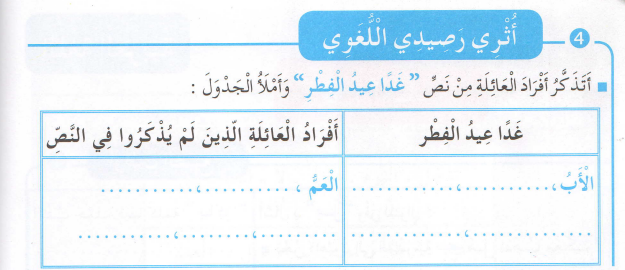 4 أُثْرِي رَصِيدِي اللُّغَوِي
■ أَتَذَكَّرُ أَفْرَادَ الْعَائِلَةِ مِنْ نَصِّ "غَدًا عِيدُ الْفِطْرِ" وَأَمْلَأُ الْجَدْوَلَ :
غَدًا عِيدُ الْفِطْر
أَفْرَادُ الْعَائِلَةِ الّذِينَ لَمْ يُذْكَرُوا فِي النَّصِّ
الْأَبُ،............،............
............،............،............
الْعَمُّ ، ............،............
............،............،............